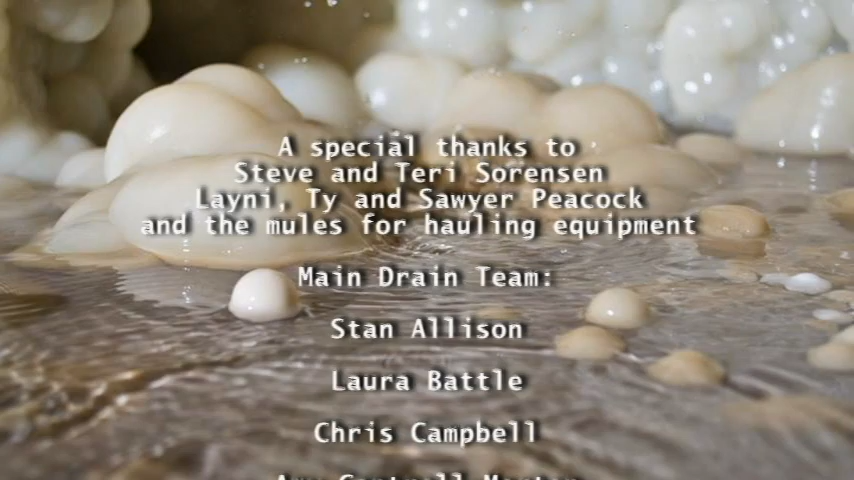 A special thanks to
Steve and Teri Sorensen
Layni, Ty and Sawyer Peacock
and the mules for hauling equipment
Main Drain Team:
Stan Allison
Laura Battle
Chris Campbell